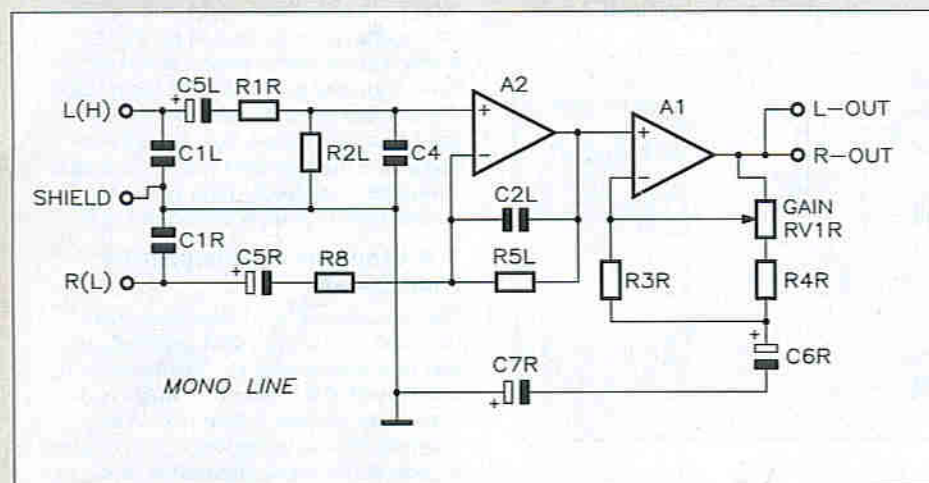 L(H)
C5L
R1R
A2
A1
L-OUT
C1L
R2L
C4
R-OUT
SHIELD
C2L
GAIN
RV1R
C1R
C5R
R8
R5L
R3R
R4R
R(L)
C7R
C6R
MONO LINE
+
+
+
−
+
−
+
+